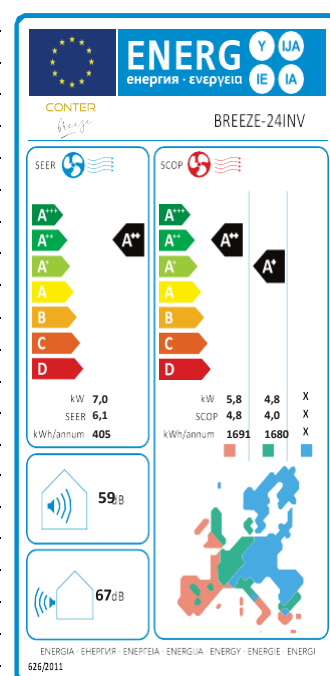 ENERG Y IJA
енергия · ενεργεια IE IA
CONTER
breeze
BREEZE-24INV
SEER
A+++
A++
A+
A
B
C
D
A++
kW 7,0
SEER 6,1
kWh/annum 405
SCOP
A+++
A++
A+
A
B
C
D
A++
A+
kW 5,8 4,8 X
SCOP 4,8 4,0 X
kWh/annum 1691 1680 X
59dB
67dB
ENERGIA · ЕНЕРГИЯ · ΕΝΕΡΓΕΙΑ · ENERGIJA · ENERGY · ENERGIE · ENERGI
626/2011